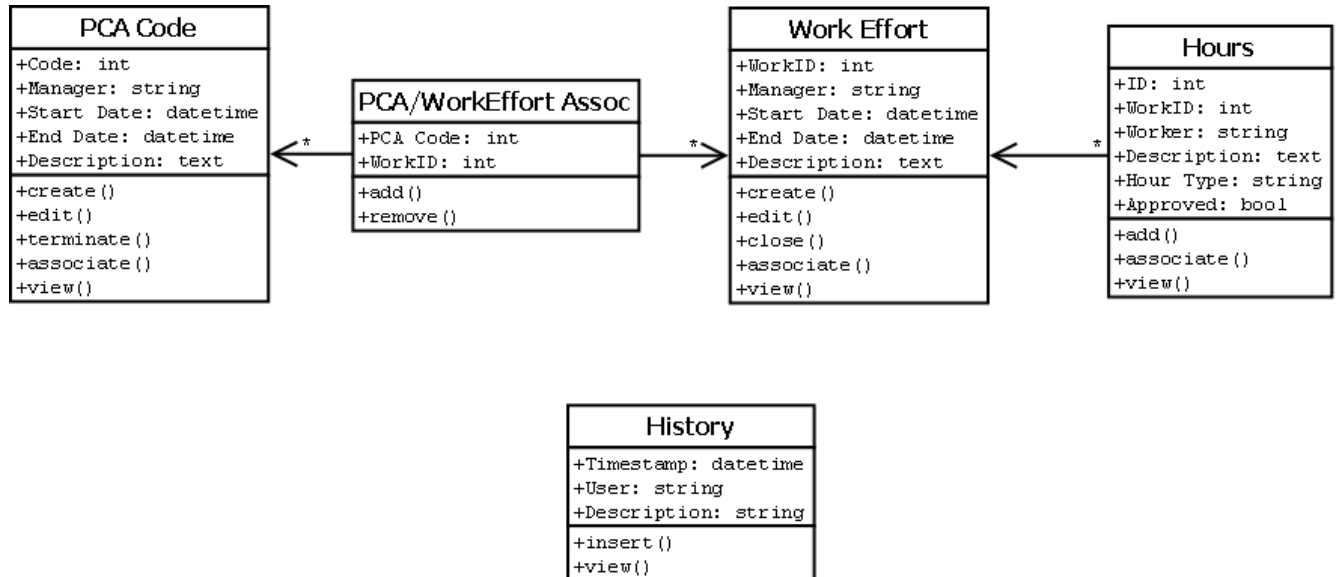 PCA Code
+Code: int
+Manager: string
+Start Date: datetime
+End Date: datetime
+Description: text
+create()
+edit()
+terminate()
+associate()
+view()
*
PCA/WorkEffort Assoc
+PCA Code: int
+WorkID: int
+add()
+remove()
*
Work Effort
+WorkID: int
+Manager: string
+Start Date: datetime
+End Date: datetime
+Description: text
+create()
+edit()
+close()
+associate()
+view()
*
Hours
+ID: int
+WorkID: int
+Worker: string
+Description: text
+Hour Type: string
+Approved: bool
+add()
+associate()
+view()
History
+Timestamp: datetime
+User: string
+Description: string
+insert()
+view()